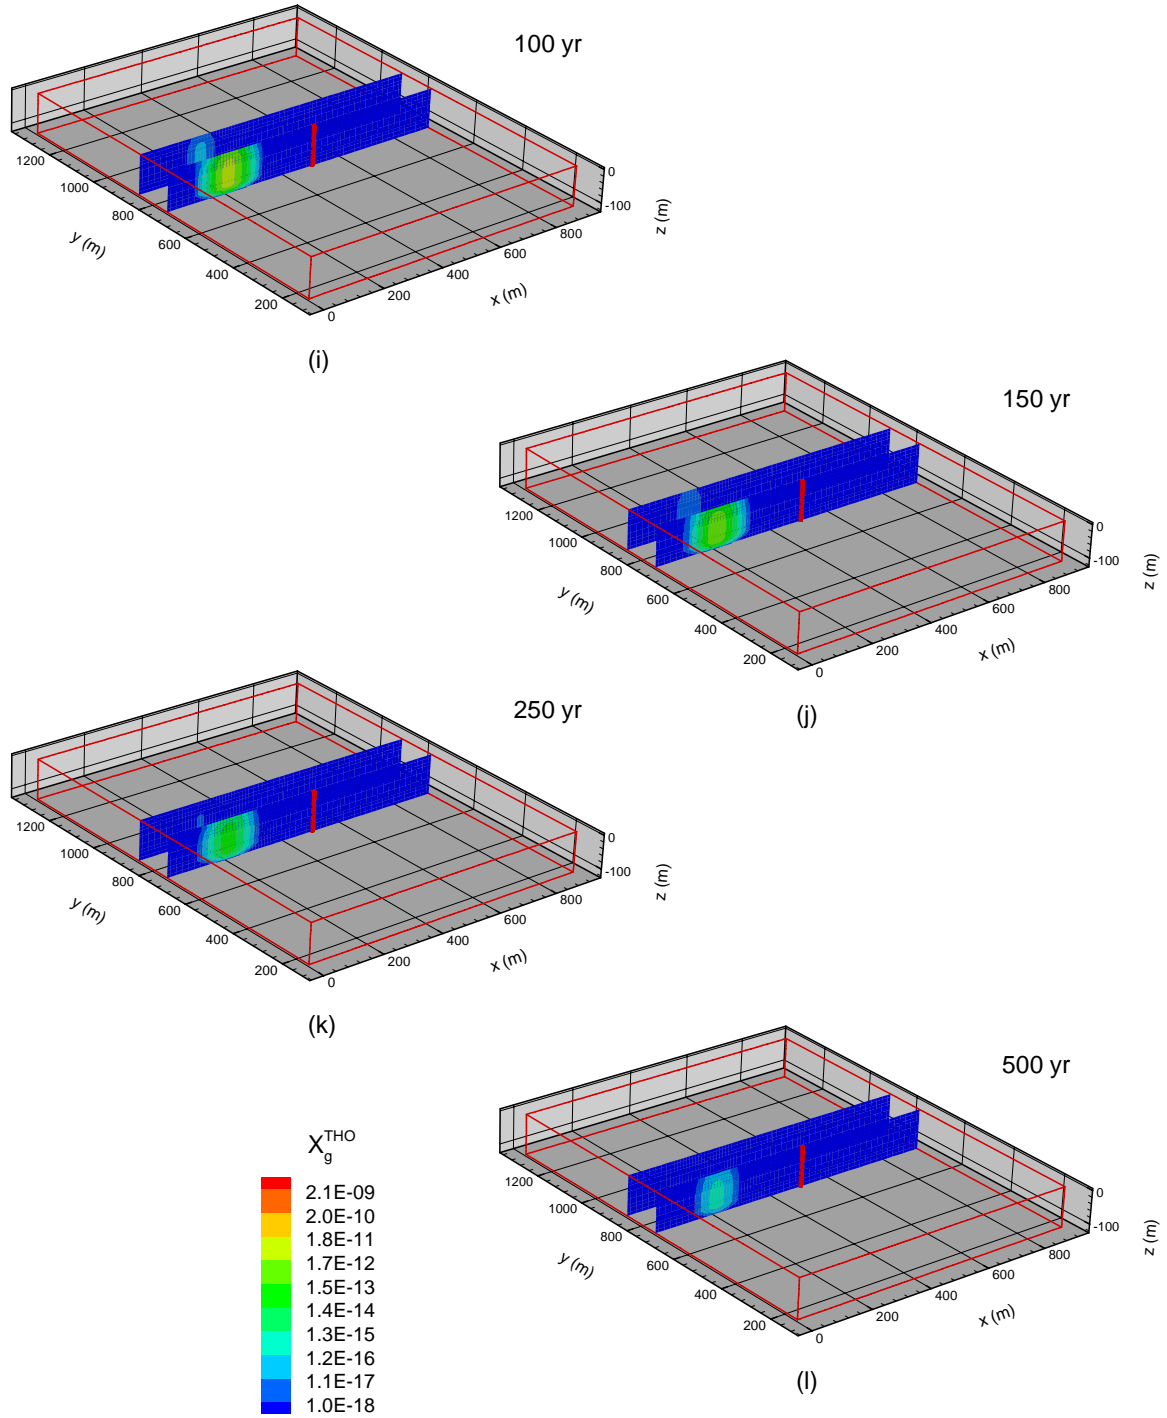 100 yr
0
-100
z (m)
1200
1000
800
600
400
200
y (m)
0
200
400
600
800
x (m)
(i)
150 yr
0
-100
z (m)
1200
1000
800
600
400
200
y (m)
0
200
400
600
800
x (m)
(j)
250 yr
0
-100
z (m)
1200
1000
800
600
400
200
y (m)
0
200
400
600
800
x (m)
(k)
500 yr
0
-100
z (m)
1200
1000
800
600
400
200
y (m)
0
200
400
600
800
x (m)
(l)
X_g^THO
2.1E-09
2.0E-10
1.8E-11
1.7E-12
1.5E-13
1.4E-14
1.3E-15
1.2E-16
1.1E-17
1.0E-18